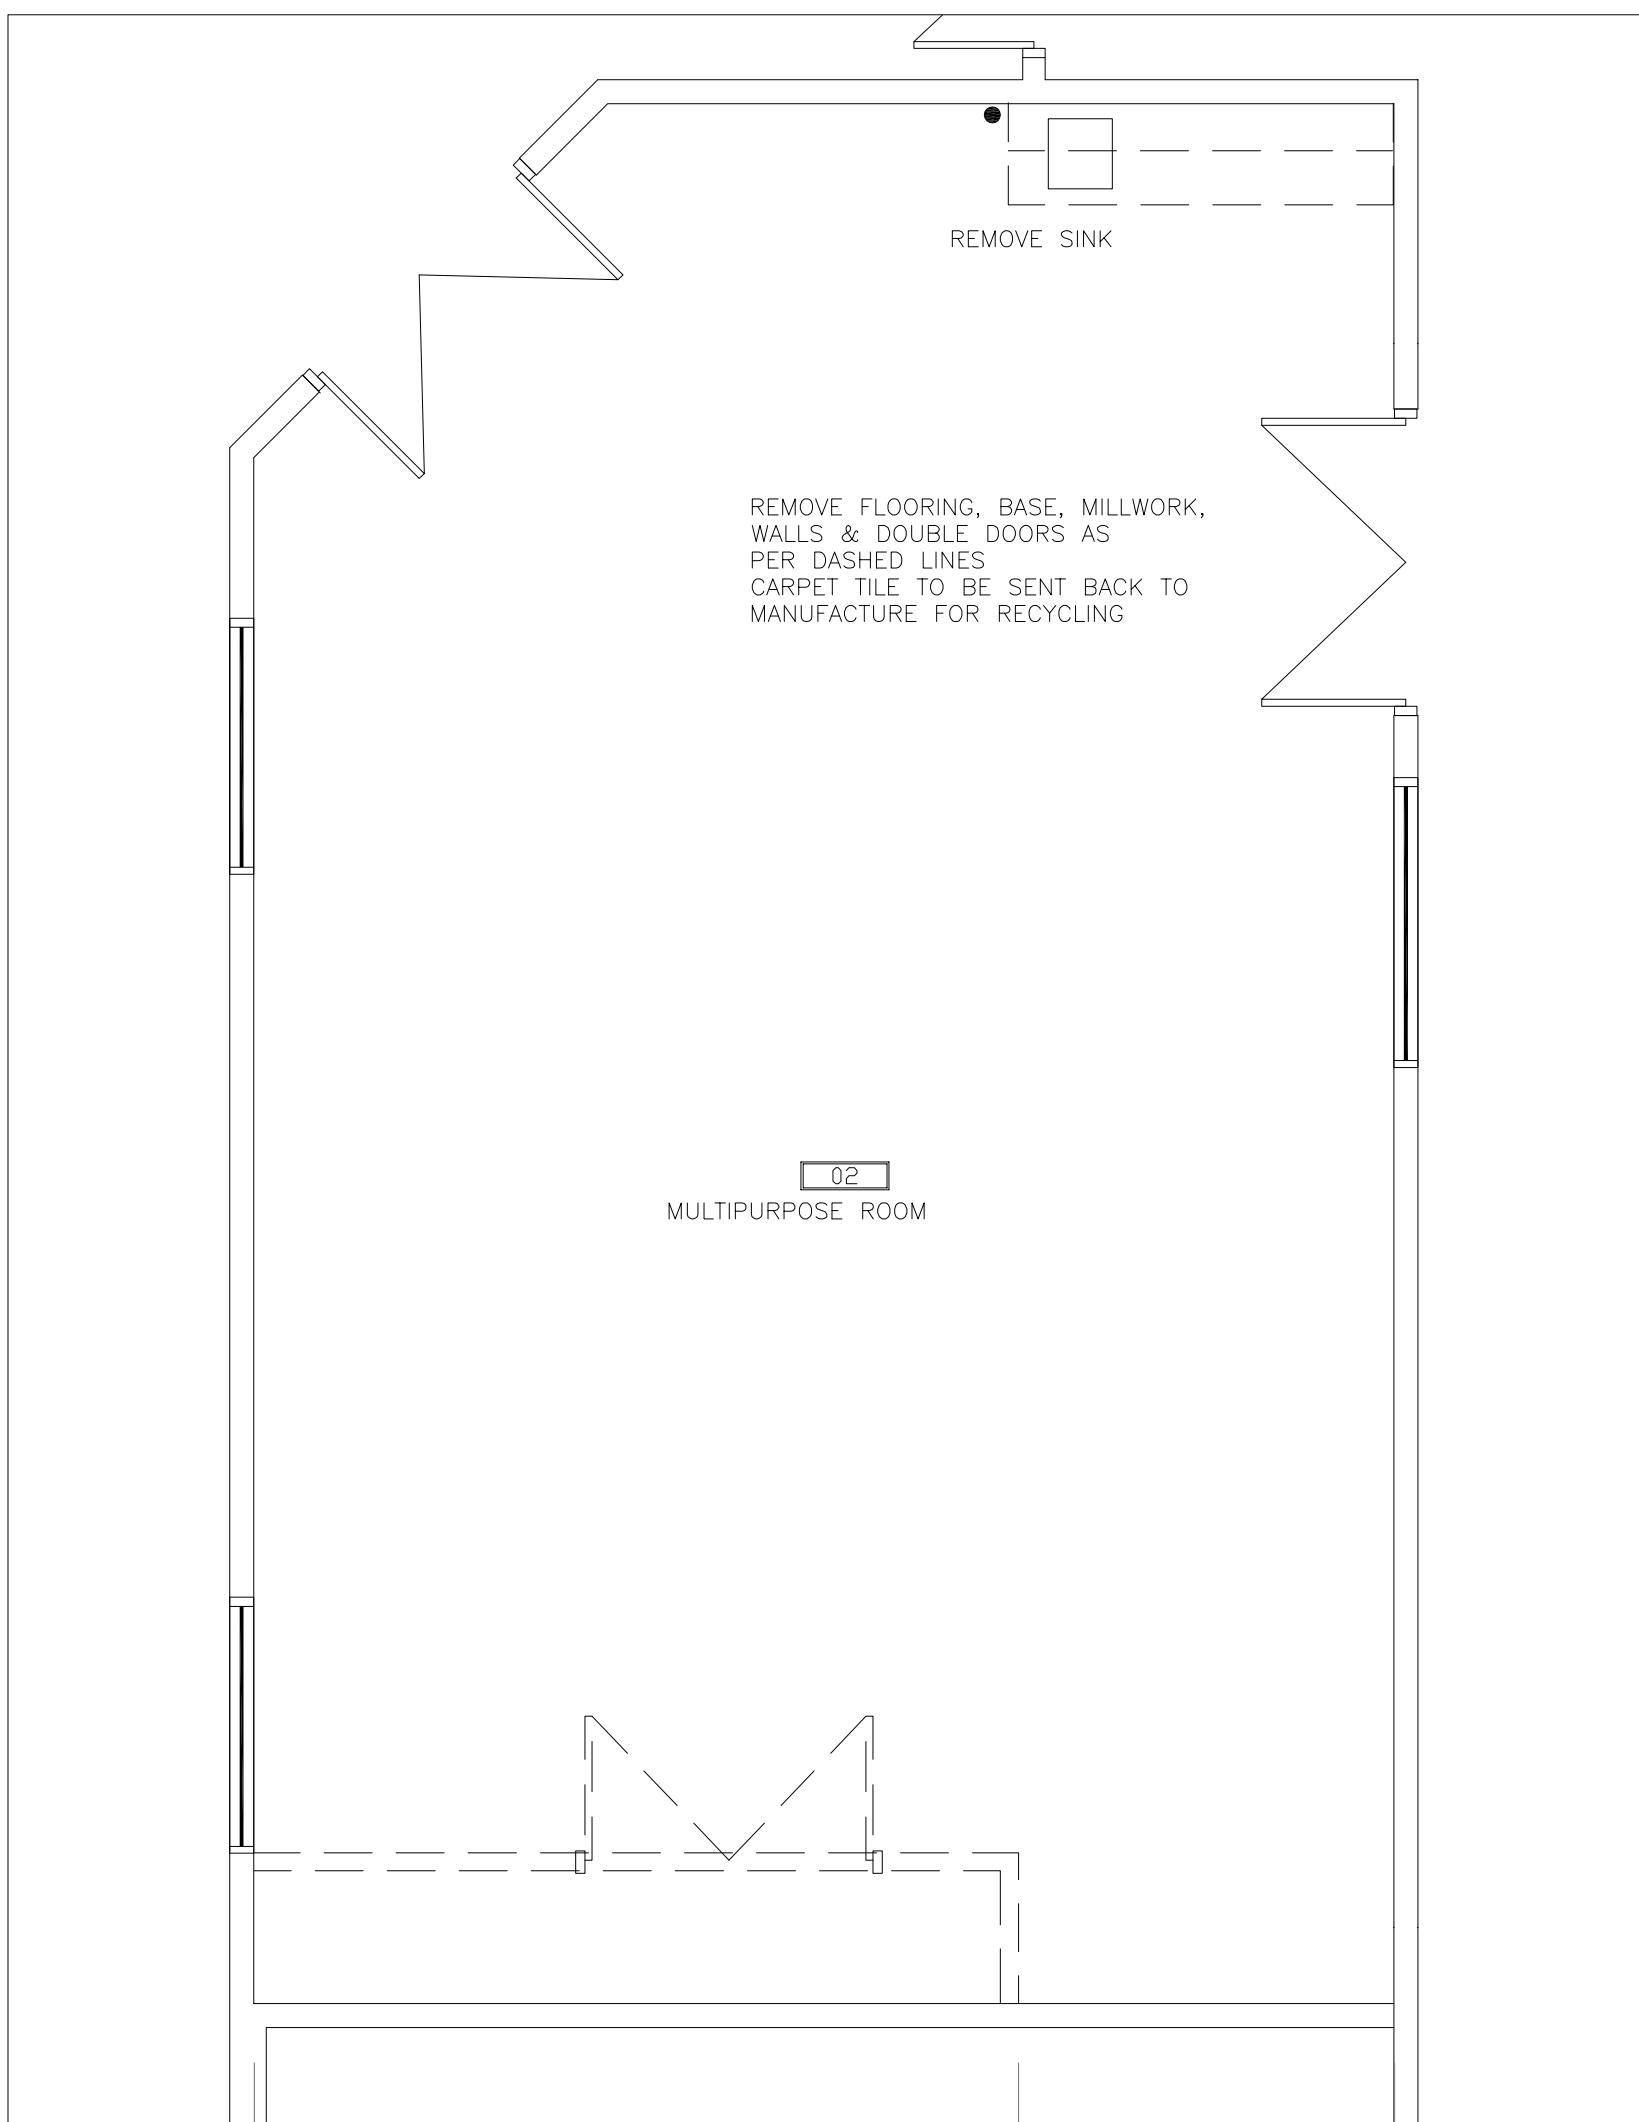 REMOVE SINK
REMOVE FLOORING, BASE, MILLWORK,
WALLS & DOUBLE DOORS AS
PER DASHED LINES
CARPET TILE TO BE SENT BACK TO
MANUFACTURE FOR RECYCLING
02
MULTIPURPOSE ROOM